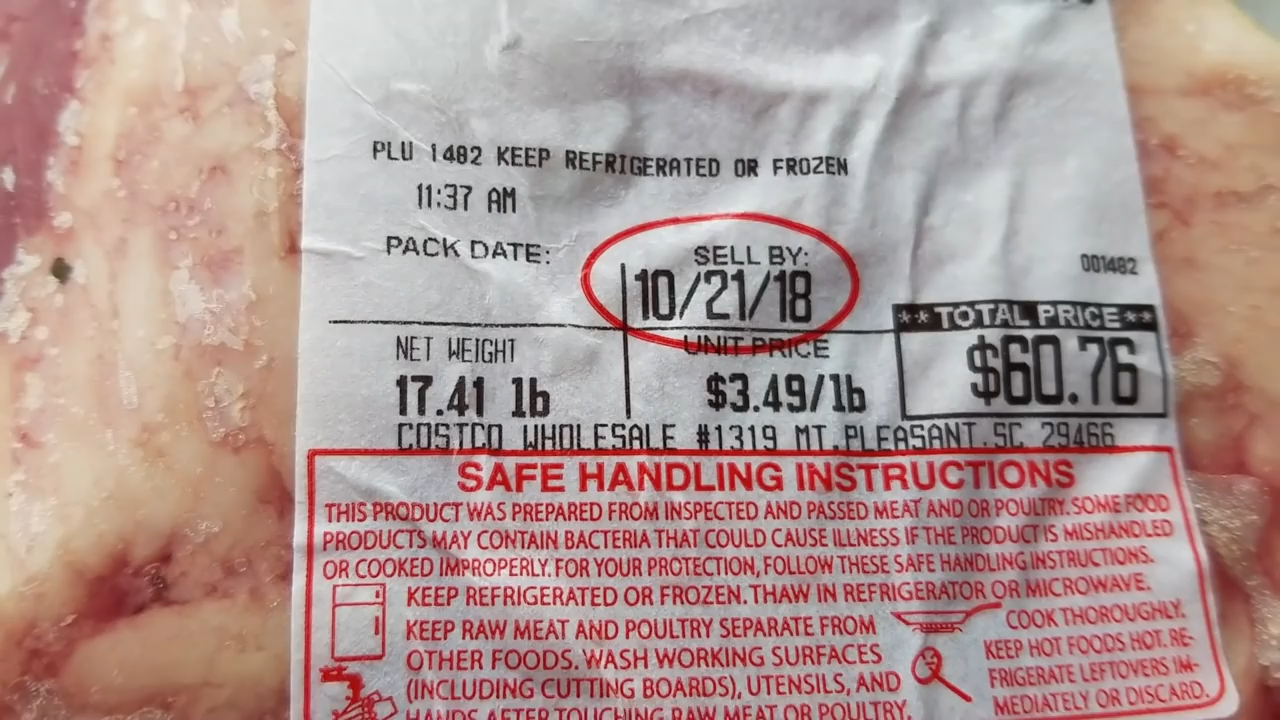 PLU 1482 KEEP REFRIGERATED OR FROZEN
11:37 AM
PACK DATE:
SELL BY:
10/21/18
001482
** TOTAL PRICE **
$60.76
NET WEIGHT
17.41 lb
UNIT PRICE
$3.49/lb
COSTCO WHOLESALE #1319 MT.PLEASANT.SC 29466
SAFE HANDLING INSTRUCTIONS
THIS PRODUCT WAS PREPARED FROM INSPECTED AND PASSED MEAT AND OR POULTRY. SOME FOOD
PRODUCTS MAY CONTAIN BACTERIA THAT COULD CAUSE ILLNESS IF THE PRODUCT IS MISHANDLED
OR COOKED IMPROPERLY. FOR YOUR PROTECTION, FOLLOW THESE SAFE HANDLING INSTRUCTIONS.
KEEP REFRIGERATED OR FROZEN. THAW IN REFRIGERATOR OR MICROWAVE.
KEEP RAW MEAT AND POULTRY SEPARATE FROM
OTHER FOODS. WASH WORKING SURFACES
(INCLUDING CUTTING BOARDS), UTENSILS, AND
HANDS AFTER TOUCHING RAW MEAT OR POULTRY.
COOK THOROUGHLY.
KEEP HOT FOODS HOT. RE-
FRIGERATE LEFTOVERS IM-
MEDIATELY OR DISCARD.